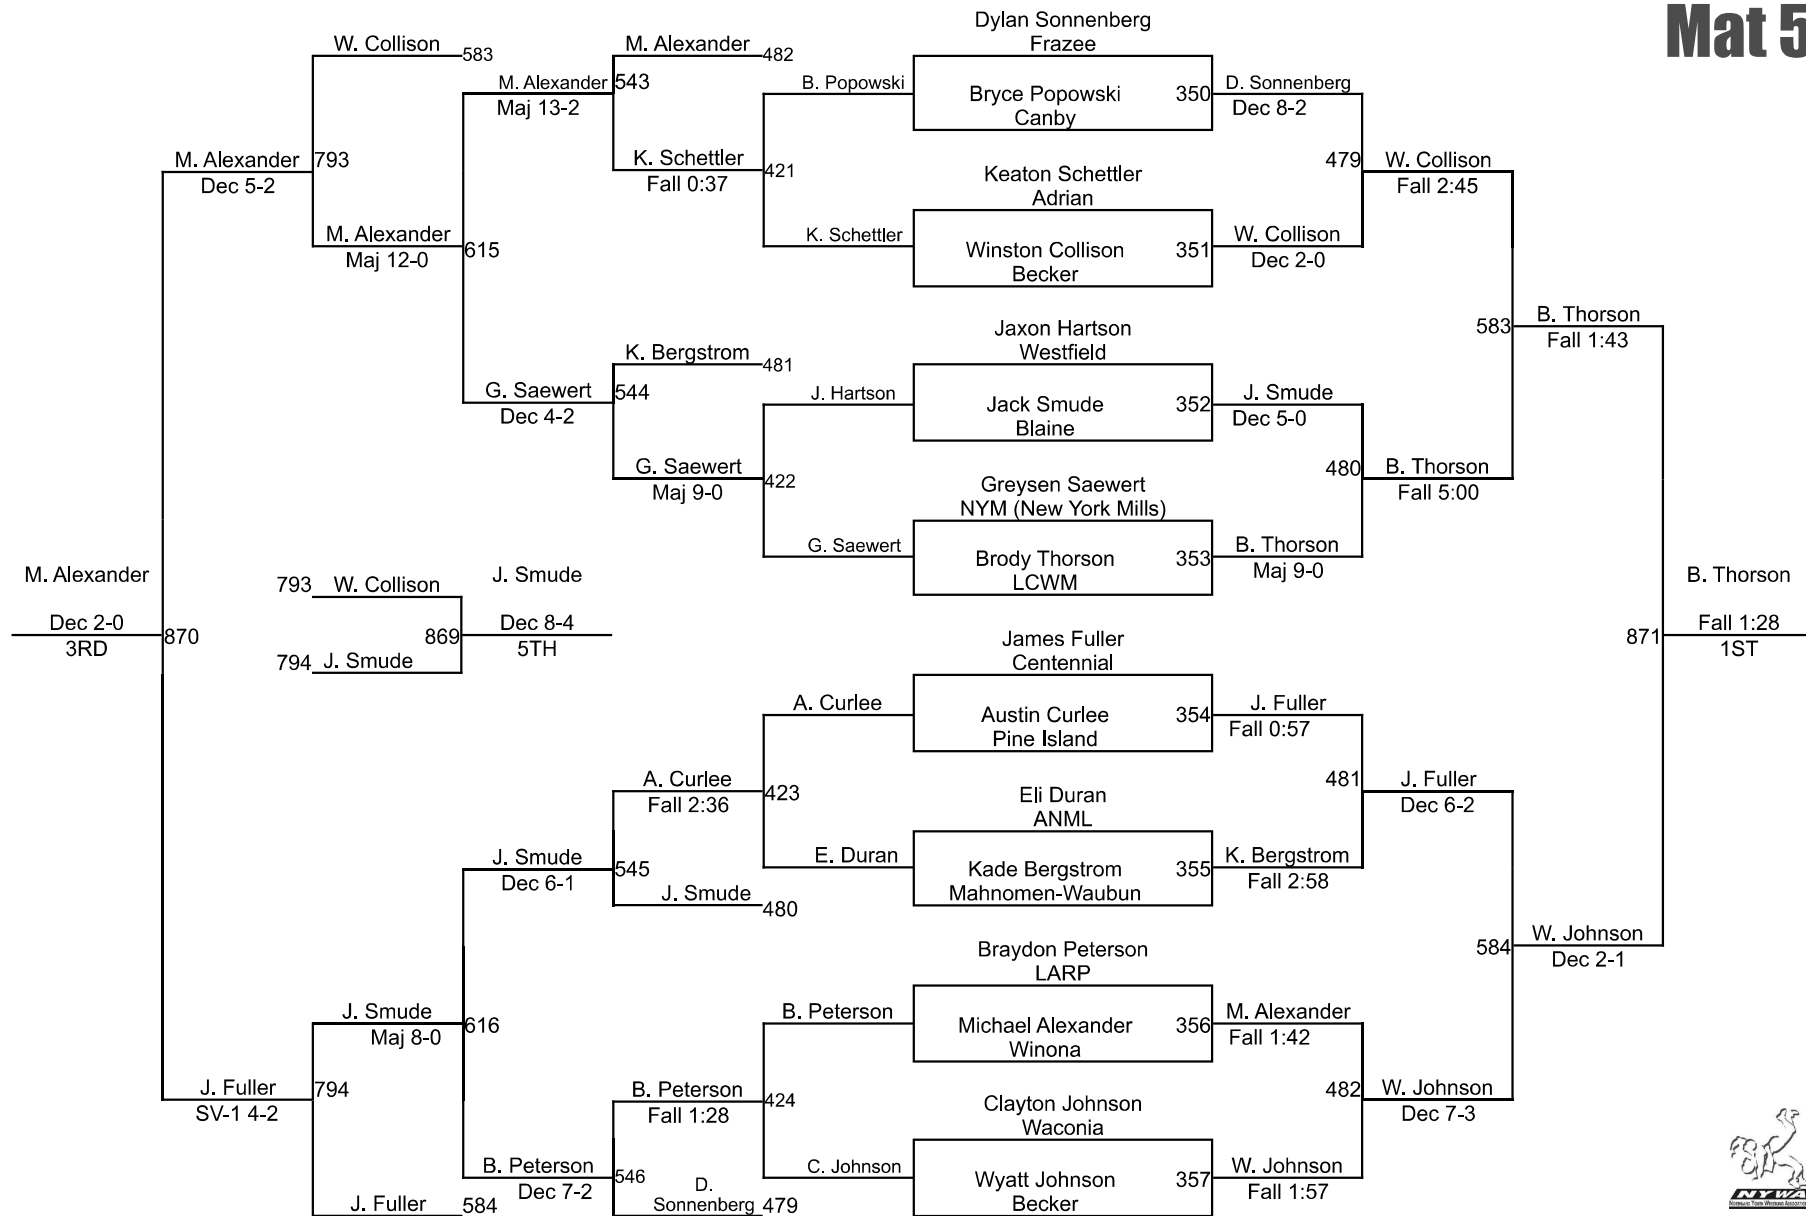 Mat 5
Dylan Sonnenberg
Frazee
W. Collison
583
M. Alexander
482
M. Alexander
543
Maj 13-2
B. Popowski
Bryce Popowski
Canby
350
D. Sonnenberg
Dec 8-2
M. Alexander
793
Dec 5-2
K. Schettler
421
Fall 0:37
479
W. Collison
Fall 2:45
Keaton Schettler
Adrian
M. Alexander
615
Maj 12-0
K. Schettler
Winston Collison
Becker
351
W. Collison
Dec 2-0
Jaxon Hartson
Westfield
583
B. Thorson
Fall 1:43
K. Bergstrom
481
G. Saewert
544
Dec 4-2
J. Hartson
Jack Smude
Blaine
352
J. Smude
Dec 5-0
G. Saewert
422
Maj 9-0
480
B. Thorson
Fall 5:00
Greysen Saewert
NYM (New York Mills)
G. Saewert
Brody Thorson
LCWM
353
B. Thorson
Maj 9-0
M. Alexander
Dec 2-0
3RD
870
793
W. Collison
794
J. Smude
869
J. Smude
Dec 8-4
5TH
871
B. Thorson
Fall 1:28
1ST
James Fuller
Centennial
A. Curlee
Austin Curlee
Pine Island
354
J. Fuller
Fall 0:57
A. Curlee
423
Fall 2:36
481
J. Fuller
Dec 6-2
Eli Duran
ANML
J. Smude
545
Dec 6-1
E. Duran
Kade Bergstrom
Mahnomen-Waubun
355
K. Bergstrom
Fall 2:58
J. Smude
480
584
W. Johnson
Dec 2-1
Braydon Peterson
LARP
J. Smude
616
Maj 8-0
B. Peterson
Michael Alexander
Winona
356
M. Alexander
Fall 1:42
J. Fuller
794
SV-1 4-2
B. Peterson
424
Fall 1:28
482
W. Johnson
Dec 7-3
Clayton Johnson
Waconia
B. Peterson
546
Dec 7-2
C. Johnson
Wyatt Johnson
Becker
357
W. Johnson
Fall 1:57
J. Fuller
584
D.
Sonnenberg
479
NYWA